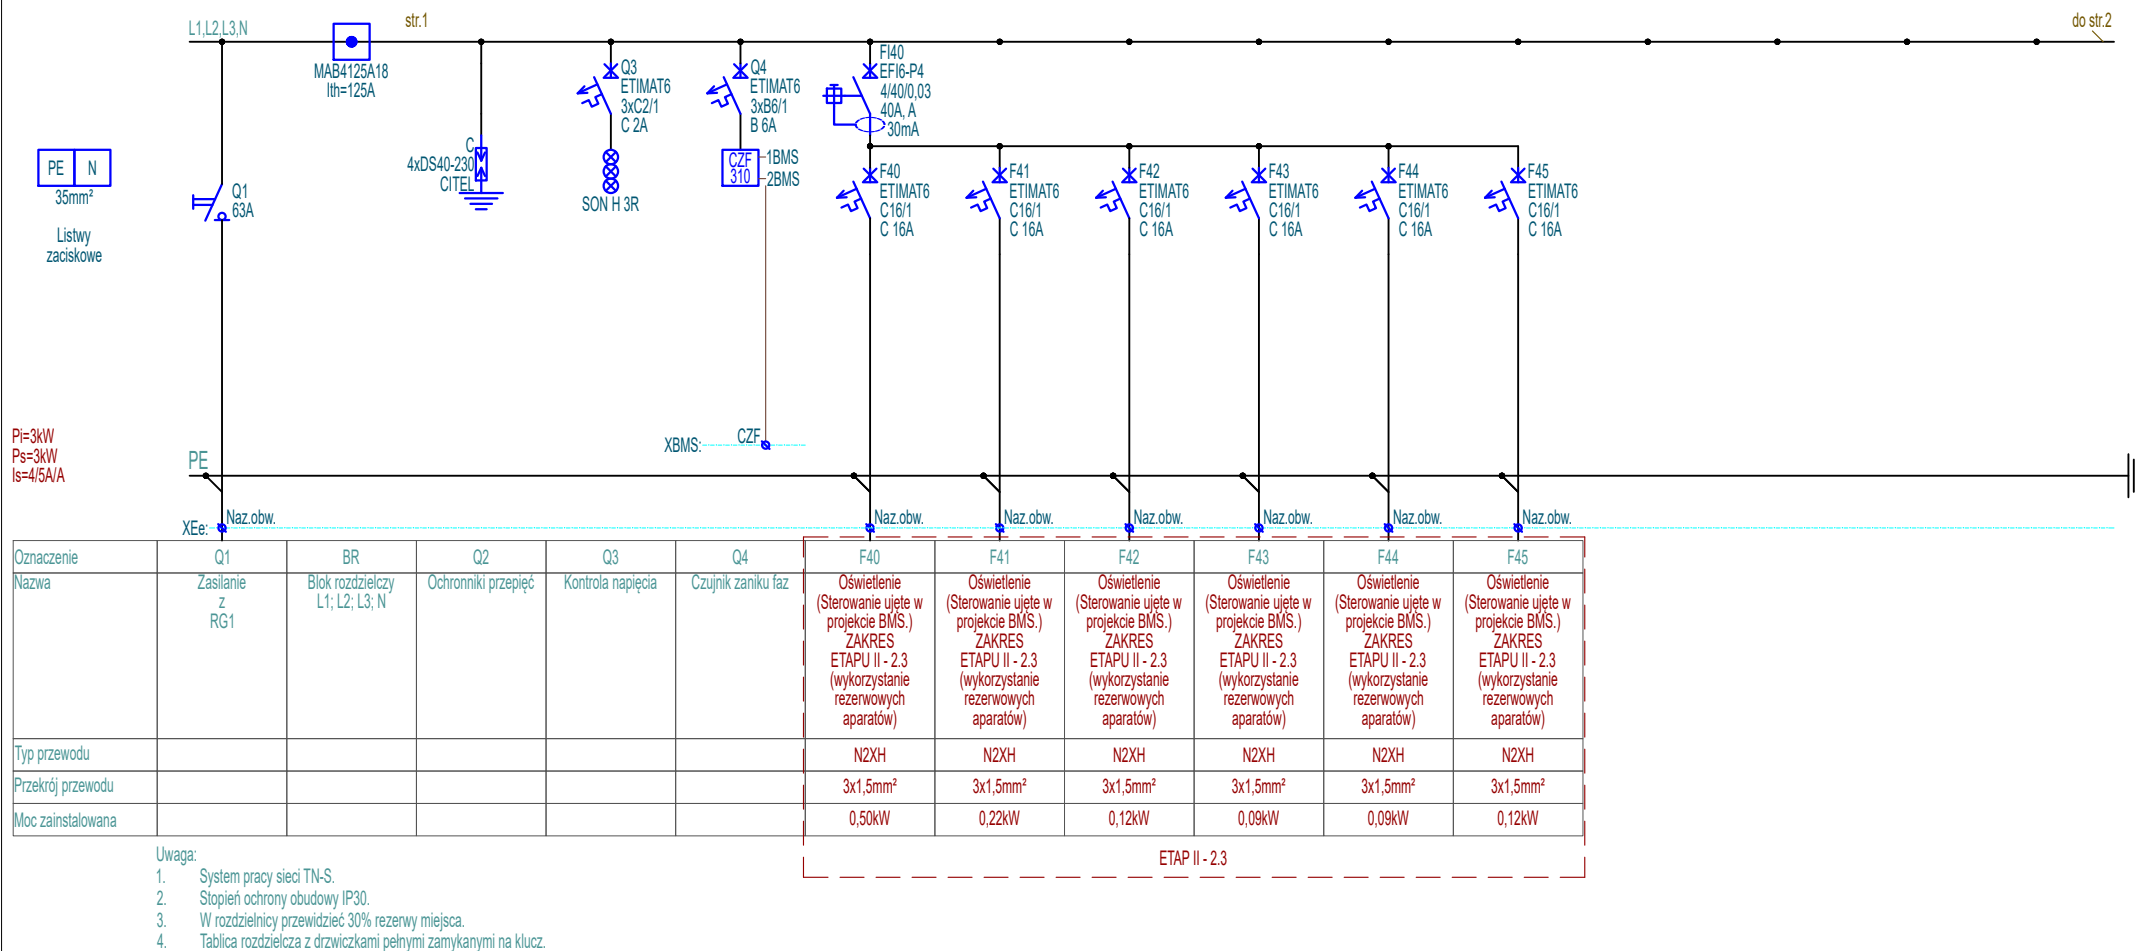 L1,L2,L3,N
str.1
do str.2
MAB4125A18
Ith=125A
Q3
ETIMAT6
3xC2/1
C 2A
Q4
ETIMAT6
3xB6/1
B 6A
FI40
EFI6-P4
4/40/0,03
40A, A
30mA
PE N
35mm²
Listwy
zaciskowe
Q1
63A
C
4xDS40-230
CITEL
SON H 3R
CZF
310
1BMS
2BMS
F40
ETIMAT6
C16/1
C 16A
F41
ETIMAT6
C16/1
C 16A
F42
ETIMAT6
C16/1
C 16A
F43
ETIMAT6
C16/1
C 16A
F44
ETIMAT6
C16/1
C 16A
F45
ETIMAT6
C16/1
C 16A
Pi=3kW
Ps=3kW
Is=4/5A/A
XBMS: CZF
PE
XEe: Naz.obw. Naz.obw. Naz.obw. Naz.obw. Naz.obw. Naz.obw. Naz.obw.
Oznaczenie Q1 BR Q2 Q3 Q4 F40 F41 F42 F43 F44 F45
Nazwa
Zasilanie
z
RG1
Blok rozdzielczy
L1; L2; L3; N
Ochronniki przepięć
Kontrola napięcia
Czujnik zaniku faz
Oświetlenie
(Sterowanie ujęte w
projekcie BMS.)
ZAKRES
ETAPU II - 2.3
(wykorzystanie
rezerwowych
aparatów)
Oświetlenie
(Sterowanie ujęte w
projekcie BMS.)
ZAKRES
ETAPU II - 2.3
(wykorzystanie
rezerwowych
aparatów)
Oświetlenie
(Sterowanie ujęte w
projekcie BMS.)
ZAKRES
ETAPU II - 2.3
(wykorzystanie
rezerwowych
aparatów)
Oświetlenie
(Sterowanie ujęte w
projekcie BMS.)
ZAKRES
ETAPU II - 2.3
(wykorzystanie
rezerwowych
aparatów)
Oświetlenie
(Sterowanie ujęte w
projekcie BMS.)
ZAKRES
ETAPU II - 2.3
(wykorzystanie
rezerwowych
aparatów)
Oświetlenie
(Sterowanie ujęte w
projekcie BMS.)
ZAKRES
ETAPU II - 2.3
(wykorzystanie
rezerwowych
aparatów)
Typ przewodu N2XH N2XH N2XH N2XH N2XH N2XH
Przekrój przewodu 3x1,5mm² 3x1,5mm² 3x1,5mm² 3x1,5mm² 3x1,5mm² 3x1,5mm²
Moc zainstalowana 0,50kW 0,22kW 0,12kW 0,09kW 0,09kW 0,12kW
ETAP II - 2.3
Uwaga:
1. System pracy sieci TN-S.
2. Stopień ochrony obudowy IP30.
3. W rozdzielnicy przewidzieć 30% rezerwy miejsca.
4. Tablica rozdzielcza z drzwiczkami pełnymi zamykanymi na klucz.